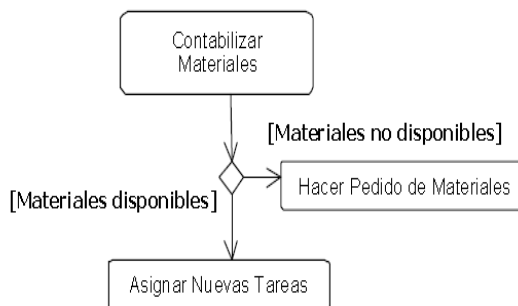 Contabilizar
Materiales
[Materiales no disponibles]
Hacer Pedido de Materiales
[Materiales disponibles]
Asignar Nuevas Tareas